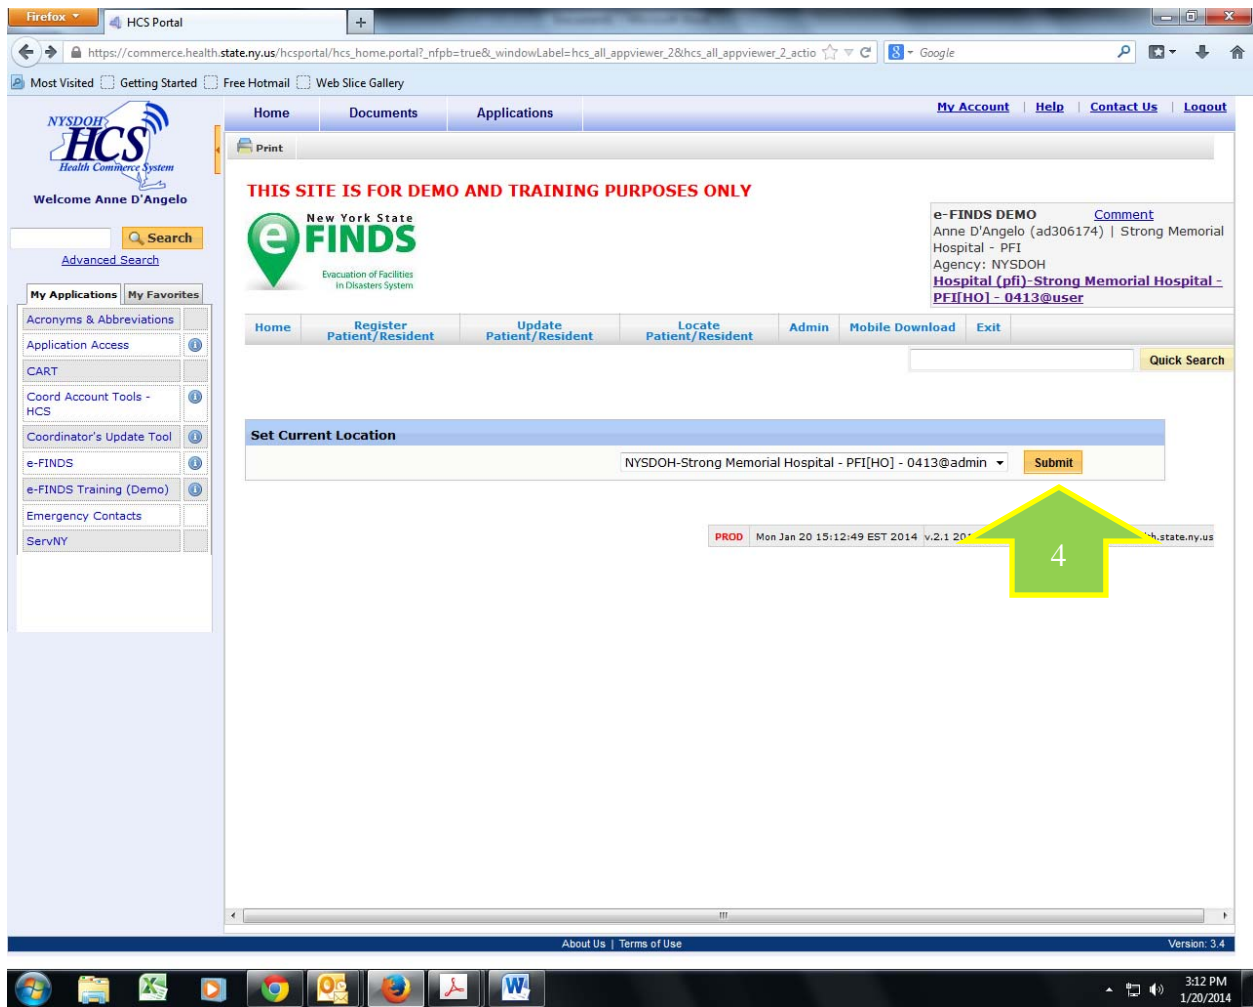 Firefox
HCS Portal
https://commerce.health.state.ny.us/hcsportal/hcs_home.portal?_nfpb=true&_windowLabel=hcs_all_appviewer_2&hcs_all_appviewer_2_actio
Google
Most Visited Getting Started Free Hotmail Web Slice Gallery
NYSDOH
HCS
Health Commerce System
Welcome Anne D'Angelo
Search
Advanced Search
My Applications My Favorites
Acronyms & Abbreviations
Application Access
CART
Coord Account Tools -
HCS
Coordinator's Update Tool
e-FINDS
e-FINDS Training (Demo)
Emergency Contacts
ServNY
Home Documents Applications
My Account | Help | Contact Us | Logout
Print
THIS SITE IS FOR DEMO AND TRAINING PURPOSES ONLY
New York State
e FINDS
Evacuation of Facilities
in Disasters System
e-FINDS DEMO Comment
Anne D'Angelo (ad306174) | Strong Memorial
Hospital - PFI
Agency: NYSDOH
Hospital (pfi)-Strong Memorial Hospital -
PFI[HO] - 0413@user
Home Register Patient/Resident Update Patient/Resident Locate Patient/Resident Admin Mobile Download Exit
Quick Search
Set Current Location
NYSDOH-Strong Memorial Hospital - PFI[HO] - 0413@admin Submit
4
PROD Mon Jan 20 15:12:49 EST 2014 v.2.1 20 .state.ny.us
About Us | Terms of Use
Version: 3.4
3:12 PM
1/20/2014